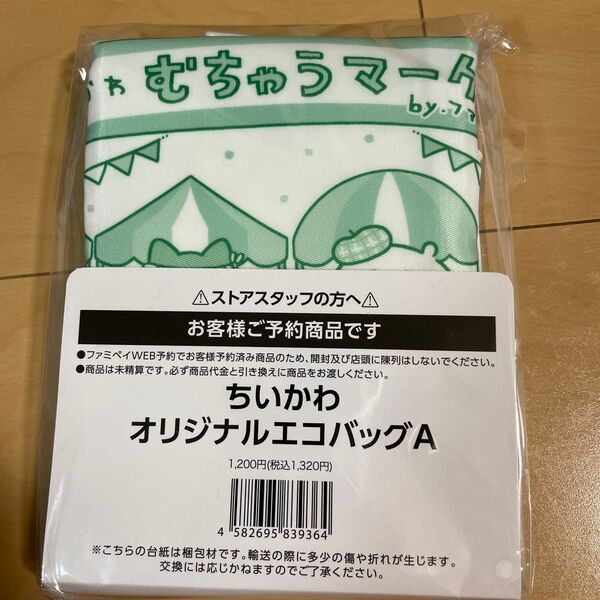 むちゃうマーケ
by.ファ
⚠ストアスタッフの方へ⚠
お客様ご予約商品です
●ファミペイWEB予約でお客様予約済み商品のため、開封及び店頭に陳列はしないでください。
●商品は未精算です。必ず商品代金と引き換えに商品をお渡しください。
ちいかわ
オリジナルエコバッグA
1,200円(税込1,320円)
4 582695 839364
※こちらの台紙は梱包材です。輸送の際に多少の傷や折れが生じます。
交換には応じかねますのでご了承ください。